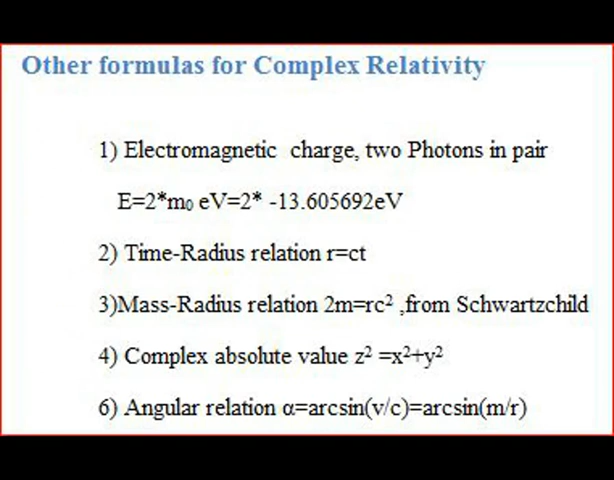 Other formulas for Complex Relativity
1) Electromagnetic charge, two Photons in pair
E=2*m₀ eV=2* -13.605692eV
2) Time-Radius relation r=ct
3)Mass-Radius relation 2m=rc² ,from Schwartzchild
4) Complex absolute value z² =x²+y²
6) Angular relation α=arcsin(v/c)=arcsin(m/r)